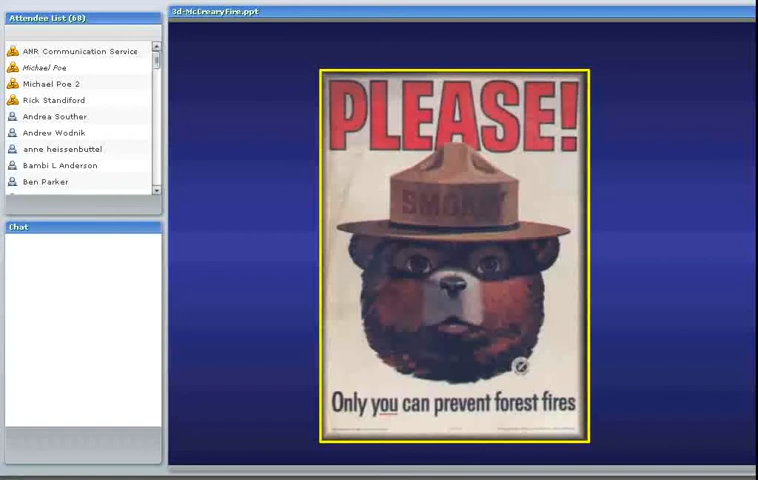 Attendee List (60)
ANR Communication Service
Michael Poe
Michael Poe 2
Rick Standiford
Andrea Souther
Andrew Wodnik
anne heissenbuttel
Bambi L Anderson
Ben Parker
Chat
3d-McCrearyFire.ppt
PLEASE!
SMOKEY
Only you can prevent forest fires